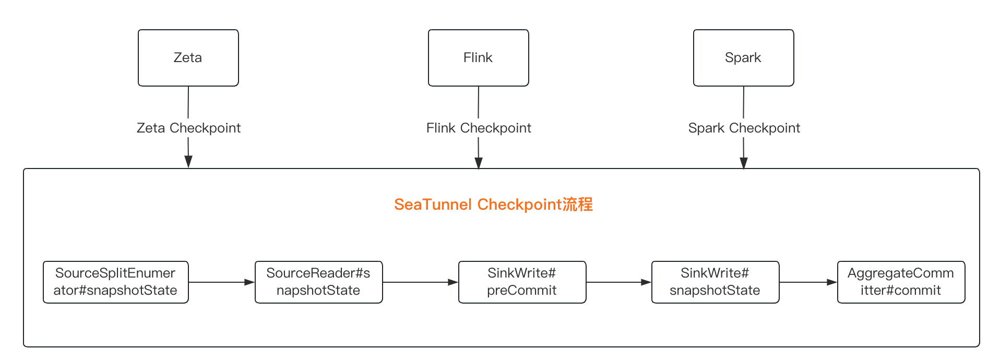 Zeta
Flink
Spark
Zeta Checkpoint
Flink Checkpoint
Spark Checkpoint
SeaTunnel Checkpoint流程
SourceSplitEnumer
ator#snapshotState
SourceReader#s
napshotState
SinkWrite#
preCommit
SinkWrite#
snapshotState
AggregateComm
itter#commit